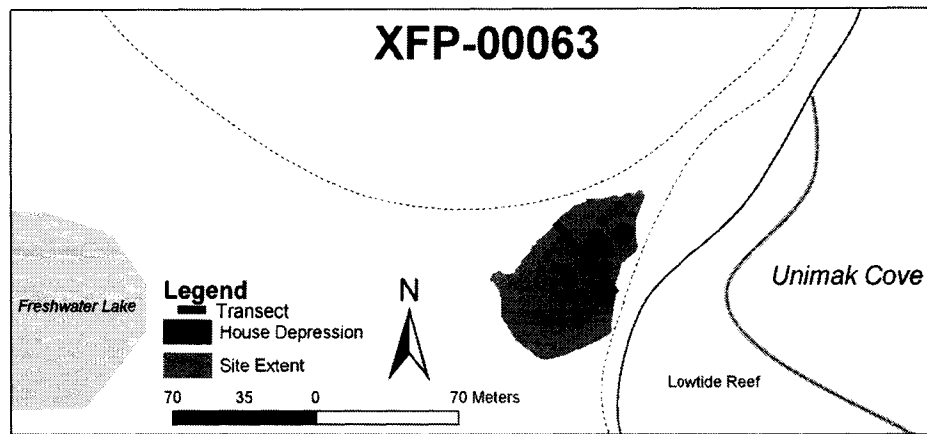 XFP-00063
Unimak Cove
Freshwater Lake
Legend
Transect
House Depression
Site Extent
N
70 35 0 70 Meters
Lowtide Reef